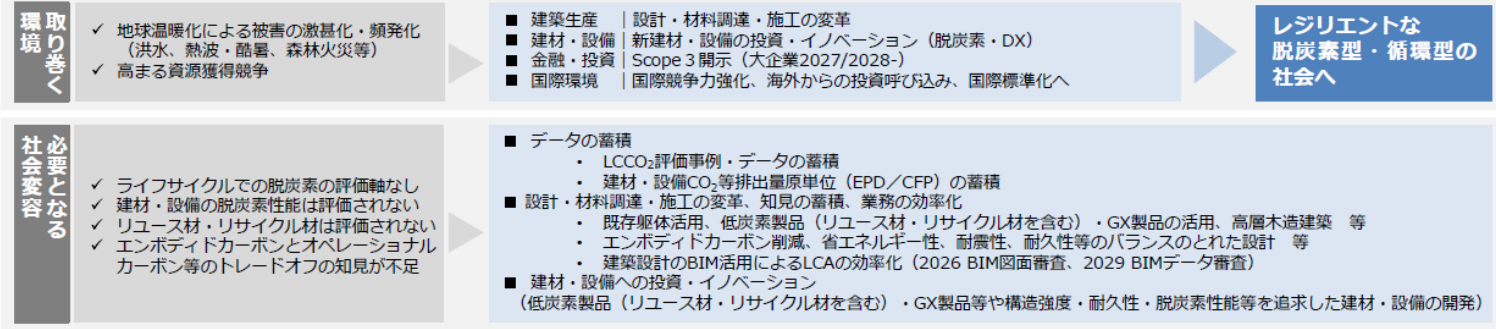 取り巻く
環境
✓ 地球温暖化による被害の激甚化・頻発化
（洪水、熱波・酷暑、森林火災等）
✓ 高まる資源獲得競争
■ 建築生産 ｜設計・材料調達・施工の変革
■ 建材・設備｜新建材・設備の投資・イノベーション（脱炭素・DX）
■ 金融・投資｜Scope３開示（大企業2027/2028-）
■ 国際環境 ｜国際競争力強化、海外からの投資呼び込み、国際標準化へ
レジリエントな
脱炭素型・循環型の
社会へ
必要となる
社会変容
✓ ライフサイクルでの脱炭素の評価軸なし
✓ 建材・設備の脱炭素性能は評価されない
✓ リユース材・リサイクル材は評価されない
✓ エンボディドカーボンとオペレーショナル
カーボン等のトレードオフの知見が不足
■ データの蓄積
• LCCO₂評価事例・データの蓄積
• 建材・設備CO₂等排出量原単位（EPD／CFP）の蓄積
■ 設計・材料調達・施工の変革、知見の蓄積、業務の効率化
• 既存躯体活用、低炭素製品（リユース材・リサイクル材を含む）・GX製品の活用、高層木造建築 等
• エンボディドカーボン削減、省エネルギー性、耐震性、耐久性等のバランスのとれた設計 等
• 建築設計のBIM活用によるLCAの効率化（2026 BIM図面審査、2029 BIMデータ審査）
■ 建材・設備への投資・イノベーション
（低炭素製品（リユース材・リサイクル材を含む）・GX製品等や構造強度・耐久性・脱炭素性能等を追求した建材・設備の開発）